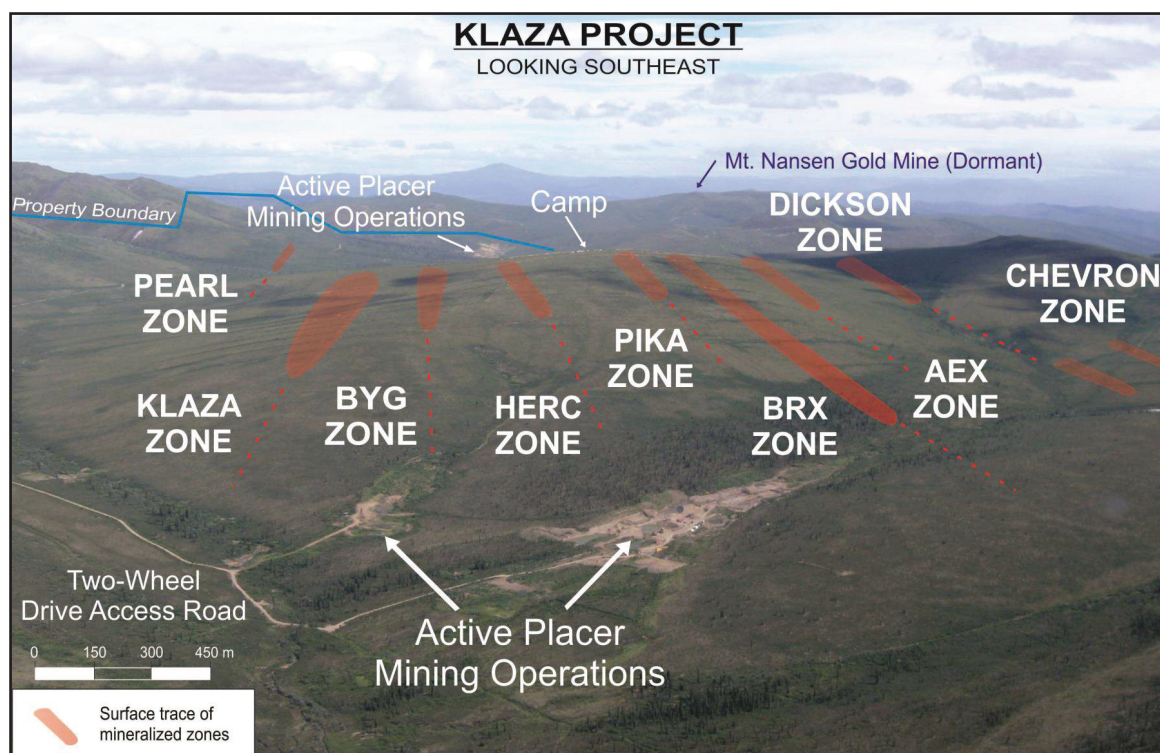 KLAZA PROJECT
LOOKING SOUTHEAST
Mt. Nansen Gold Mine (Dormant)
Active Placer
Mining Operations
Property Boundary
Camp
DICKSON
ZONE
PEARL
ZONE
CHEVRON
ZONE
KLAZA
ZONE
BYG
ZONE
HERC
ZONE
PIKA
ZONE
BRX
ZONE
AEX
ZONE
Two-Wheel
Drive Access Road
Active Placer
Mining Operations
0 150 300 450 m
Surface trace of
mineralized zones